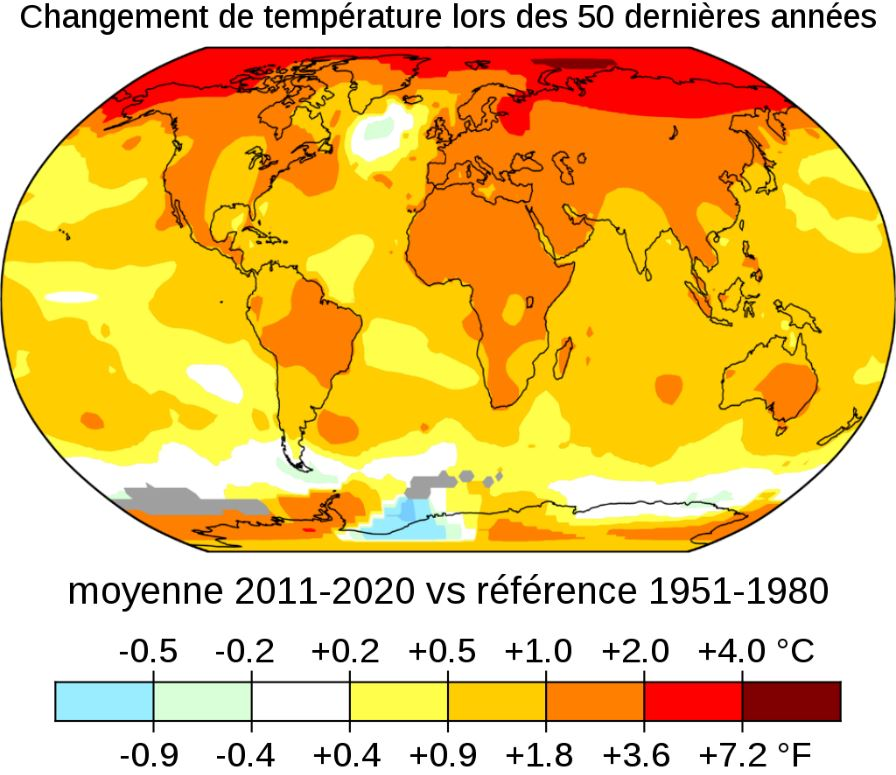 Changement de température lors des 50 dernières années
moyenne 2011-2020 vs référence 1951-1980
-0.5 -0.2 +0.2 +0.5 +1.0 +2.0 +4.0 °C
-0.9 -0.4 +0.4 +0.9 +1.8 +3.6 +7.2 °F